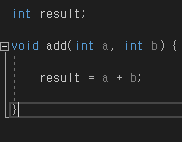 int result;
void add(int a, int b) {
result = a + b;
}